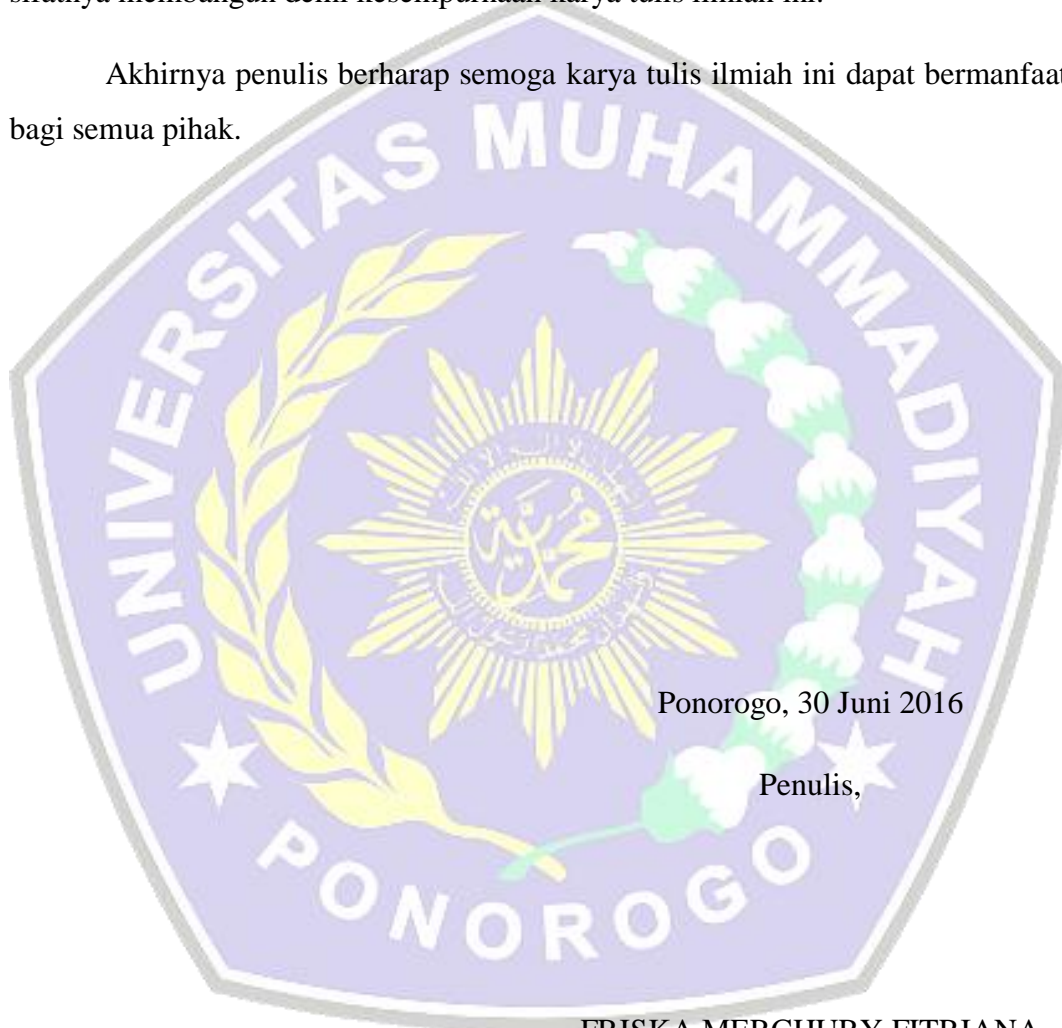 sifatnya membangun demi kesempurnaan karya tulis ilmiah ini.
Akhirnya penulis berharap semoga karya tulis ilmiah ini dapat bermanfaat
bagi semua pihak.
UNIVERSITAS MUHAMMADIYAH
PONOROGO
محمدية
Ponorogo, 30 Juni 2016
Penulis,
FRISKA MERCHURY FITRIANA